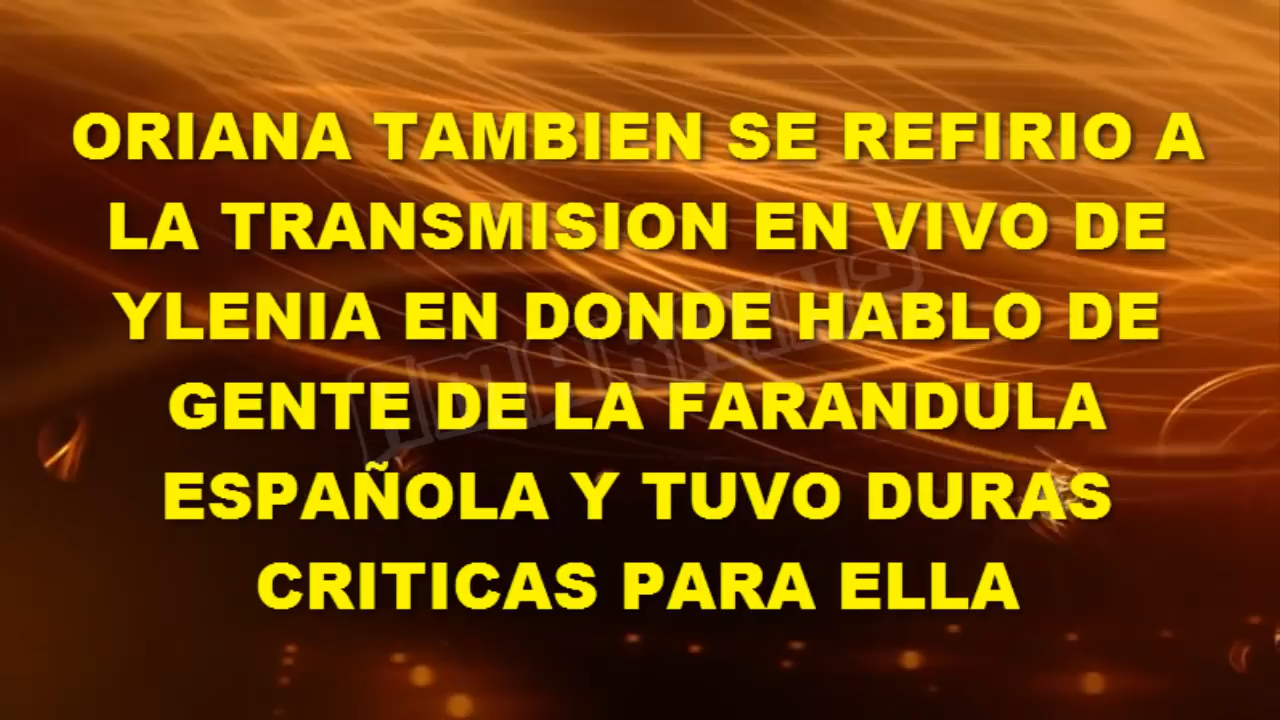 ORIANA TAMBIEN SE REFIRIO A
LA TRANSMISION EN VIVO DE
YLENIA EN DONDE HABLO DE
GENTE DE LA FARANDULA
ESPAÑOLA Y TUVO DURAS
CRITICAS PARA ELLA